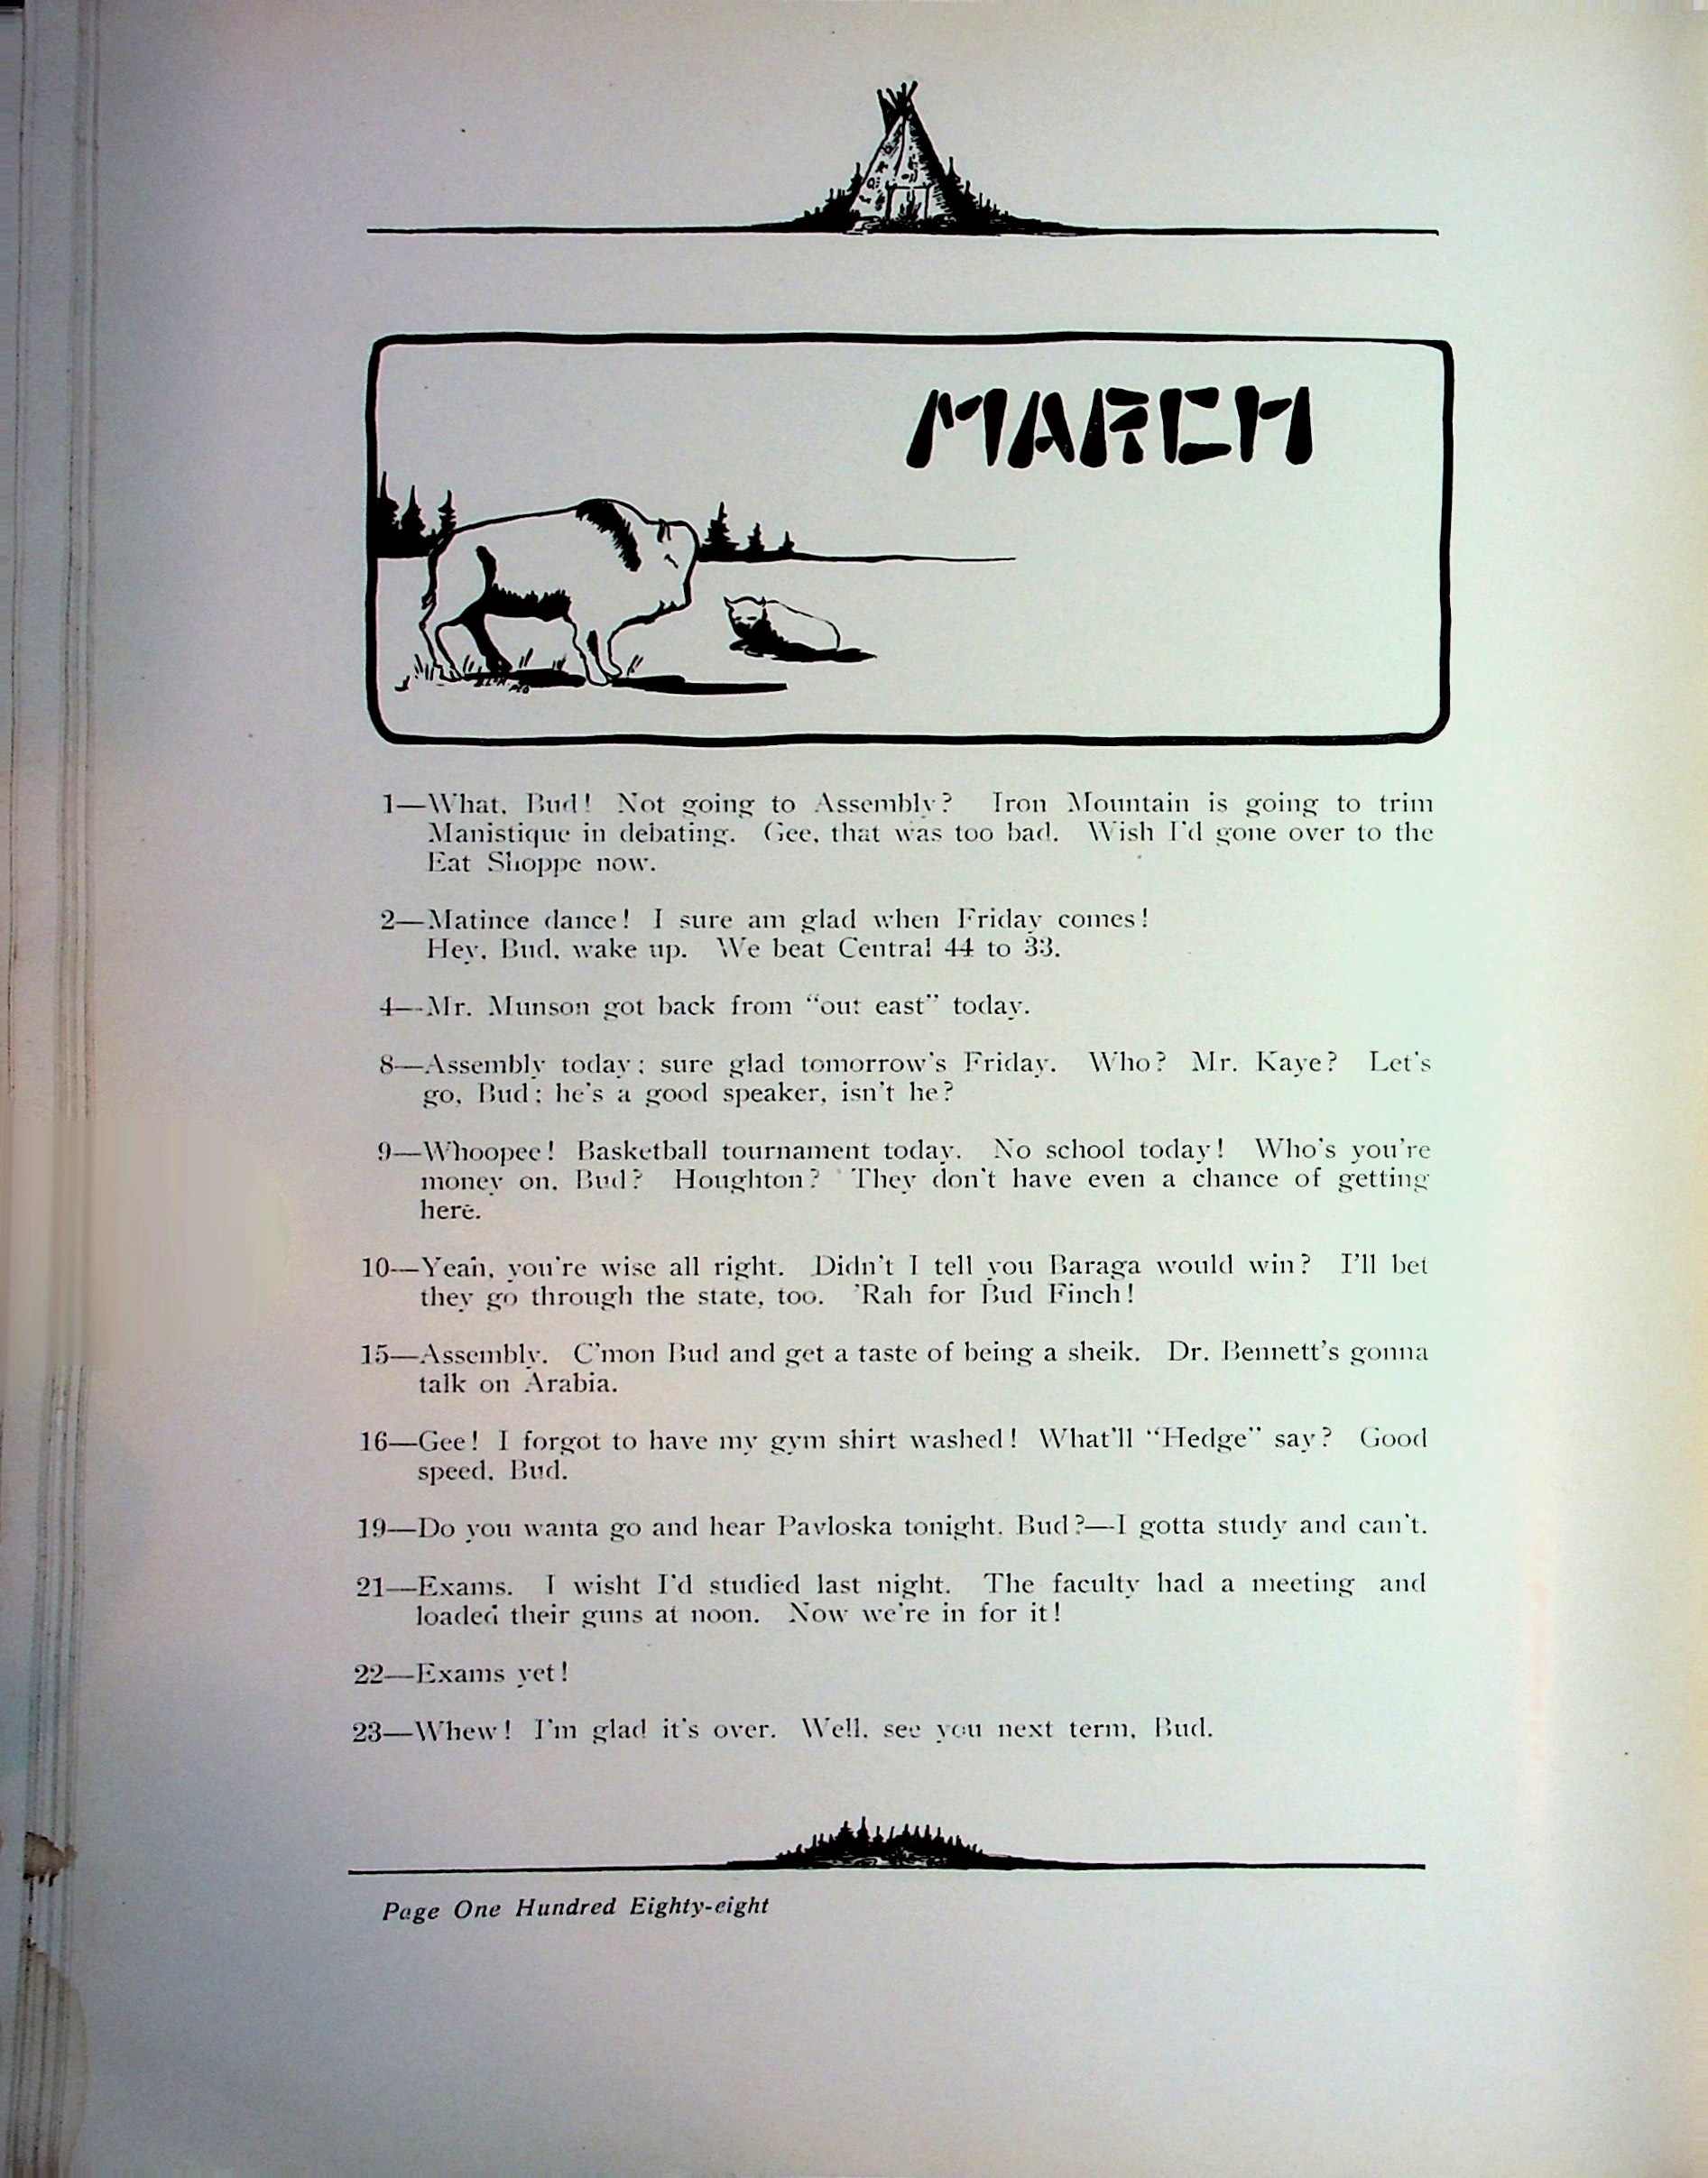 MARCH
1—What, Bud! Not going to Assembly? Iron Mountain is going to trim
Manistique in debating. Gee, that was too bad. Wish I'd gone over to the
Eat Shoppe now.
2—Matinee dance! I sure am glad when Friday comes!
Hey, Bud, wake up. We beat Central 44 to 33.
4—Mr. Munson got back from "out east" today.
8—Assembly today; sure glad tomorrow's Friday. Who? Mr. Kaye? Let's
go, Bud; he's a good speaker, isn't he?
9—Whoopee! Basketball tournament today. No school today! Who's you're
money on, Bud? Houghton? They don't have even a chance of getting
here.
10—Yeah, you're wise all right. Didn't I tell you Baraga would win? I'll bet
they go through the state, too. 'Rah for Bud Finch!
15—Assembly. C'mon Bud and get a taste of being a sheik. Dr. Bennett's gonna
talk on Arabia.
16—Gee! I forgot to have my gym shirt washed! What'll "Hedge" say? Good
speed, Bud.
19—Do you wanta go and hear Pavloska tonight, Bud?—I gotta study and can't.
21—Exams. I wisht I'd studied last night. The faculty had a meeting and
loaded their guns at noon. Now we're in for it!
22—Exams yet!
23—Whew! I'm glad it's over. Well, see you next term, Bud.
Page One Hundred Eighty-eight